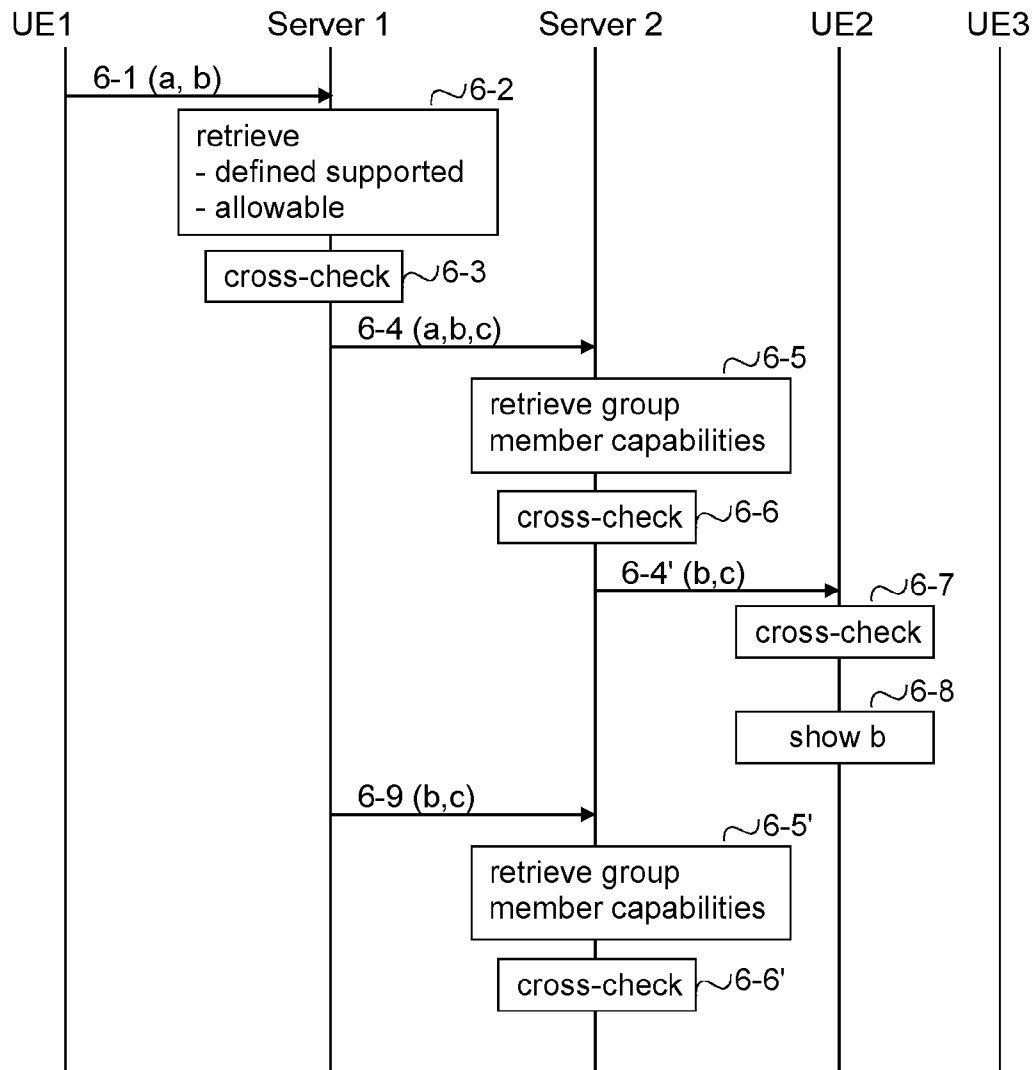 UE1 Server 1 Server 2 UE2 UE3
6-1 (a, b)
6-2
retrieve
- defined supported
- allowable
cross-check
6-3
6-4 (a,b,c)
6-5
retrieve group
member capabilities
cross-check
6-6
6-4' (b,c)
6-7
cross-check
6-8
show b
6-9 (b,c)
6-5'
retrieve group
member capabilities
cross-check
6-6'